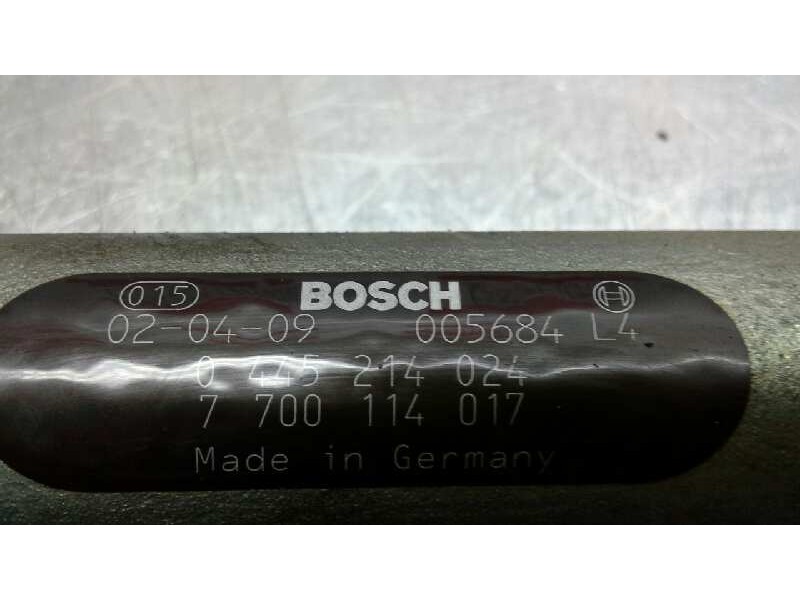 015 BOSCH
02-04-09 005684 L4
0 445 214 024
7 700 114 017
Made in Germany